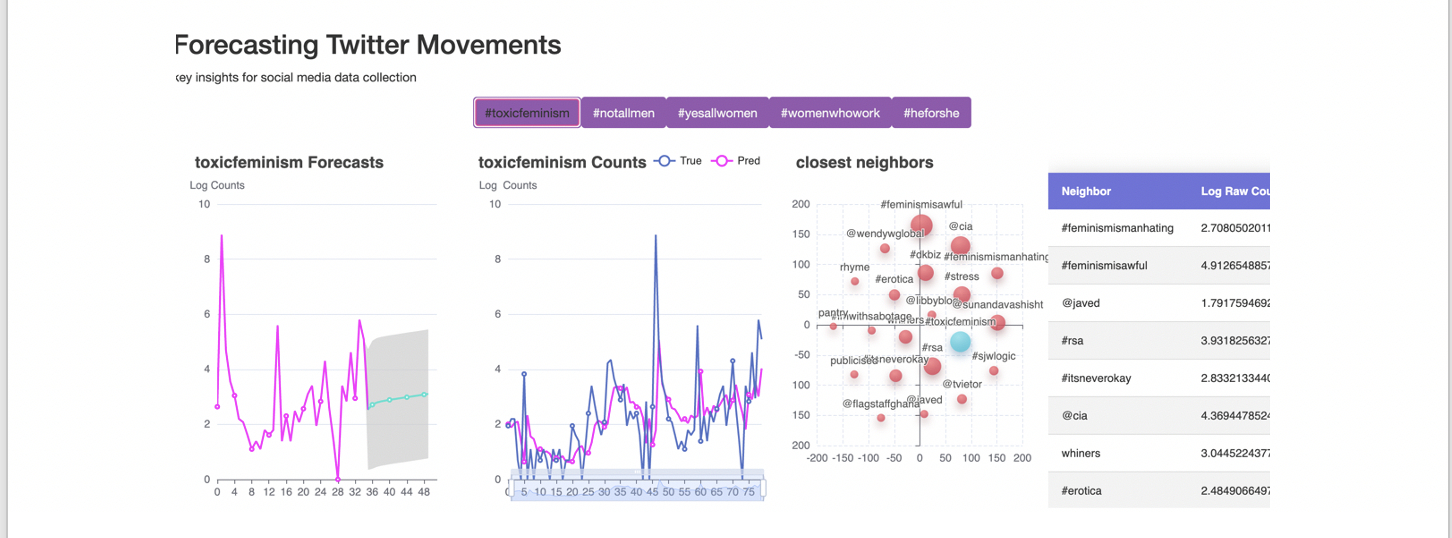 Forecasting Twitter Movements
key insights for social media data collection
#toxicfeminism #notallmen #yesallwomen #womenwhowork #heforshe
toxicfeminism Forecasts
Log Counts
10
8
6
4
2
0
0 4 8 12 16 20 24 28 32 36 40 44 48
toxicfeminism Counts True Pred
Log Counts
10
8
6
4
2
0
0 5 10 15 20 25 30 35 40 45 50 55 60 65 70 75
closest neighbors
200
150
100
50
0
-50
100
150
200
-200 -150 -100 -50 0 50 100 150 200
#feminismisawful
@cia
@wendywglobal
#dkbiz #feminismismanhating
rhyme
#erotica #stress
@sunandavashisht
pantry
#toxicfeminism
#rsa
#sjwlogic
#itsneverokay
@tvietor
@flagstaffghana @javed
Neighbor Log Raw Cou
#feminismismanhating 2.7080502011
#feminismisawful 4.9126548857
@javed 1.7917594692
#rsa 3.9318256327
#itsneverokay 2.8332133440
@cia 4.3694478524
whiners 3.0445224377
#erotica 2.4849066497